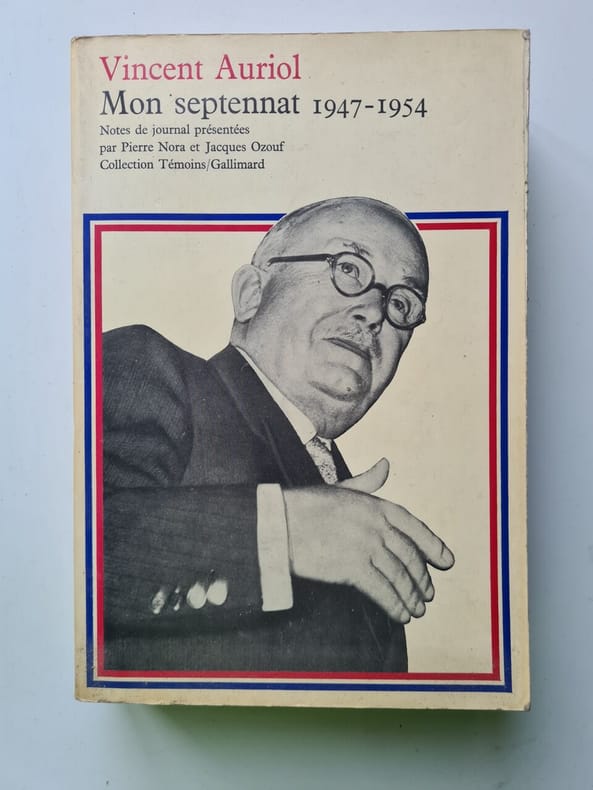 Vincent Auriol
Mon septennat 1947-1954
Notes de journal présentées
par Pierre Nora et Jacques Ozouf
Collection Témoins/Gallimard